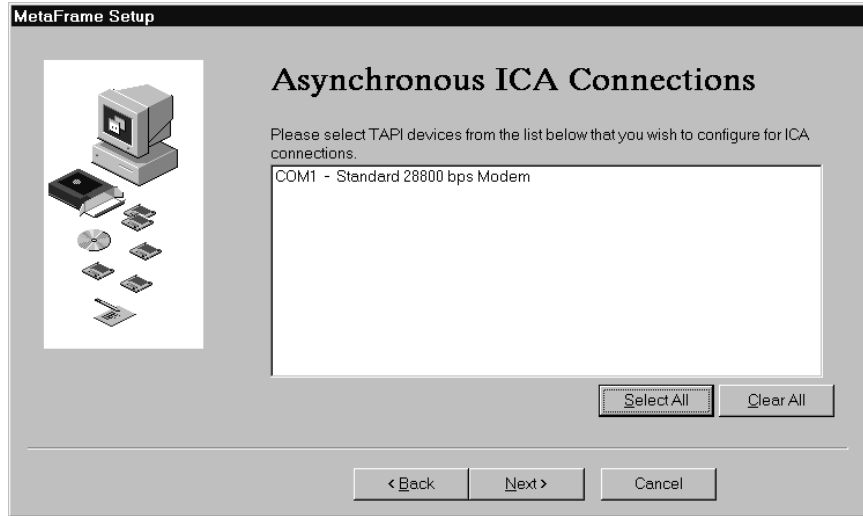 MetaFrame Setup
Asynchronous ICA Connections
Please select TAPI devices from the list below that you wish to configure for ICA
connections.
COM1 - Standard 28800 bps Modem
Select All
Clear All
< Back
Next >
Cancel